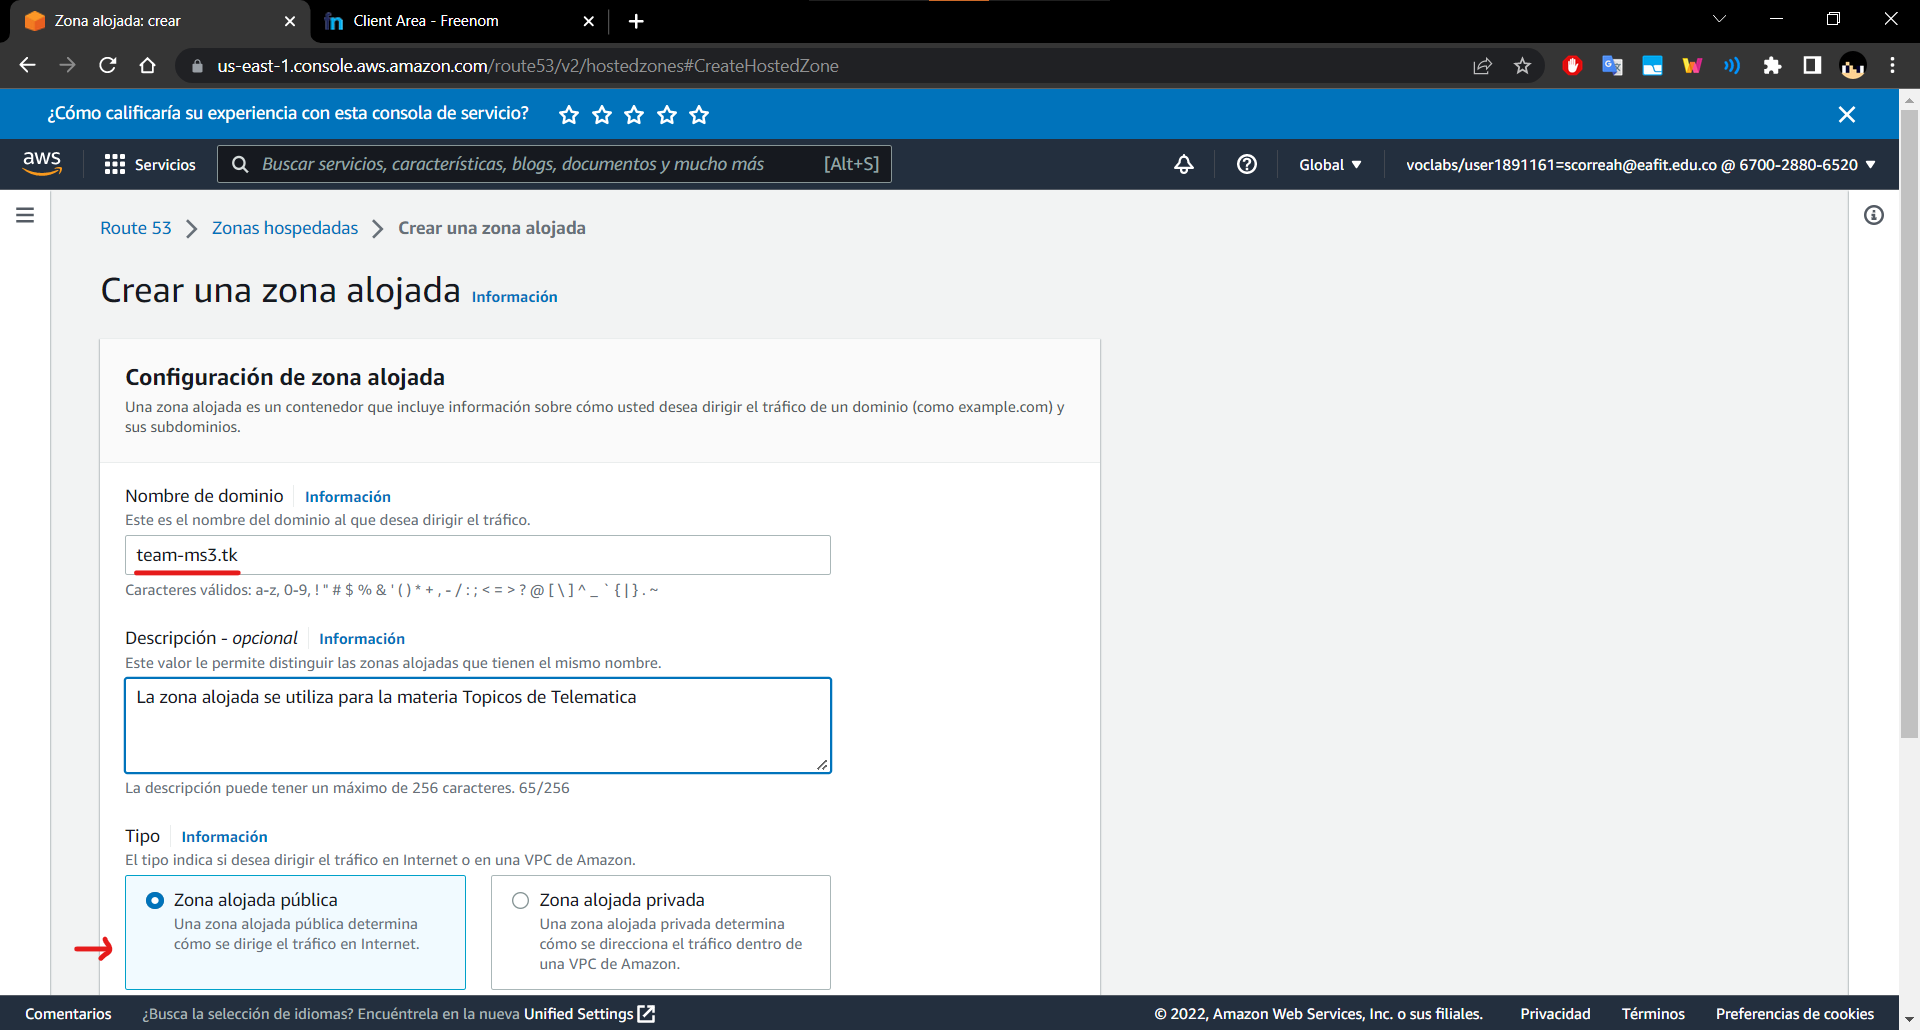 Zona alojada: crear
Client Area - Freenom
us-east-1.console.aws.amazon.com/route53/v2/hostedzones#CreateHostedZone
¿Cómo calificaría su experiencia con esta consola de servicio?
aws
Servicios
Buscar servicios, características, blogs, documentos y mucho más [Alt+S]
Global
voclabs/user1891161=scorreah@eafit.edu.co @ 6700-2880-6520
Route 53 > Zonas hospedadas > Crear una zona alojada
Crear una zona alojada Información
Configuración de zona alojada
Una zona alojada es un contenedor que incluye información sobre cómo usted desea dirigir el tráfico de un dominio (como example.com) y
sus subdominios.
Nombre de dominio Información
Este es el nombre del dominio al que desea dirigir el tráfico.
team-ms3.tk
Caracteres válidos: a-z, 0-9, ! " # $ % & ' ( ) * + , - / : ; < = > ? @ [ \ ] ^ _ ` { | } . ~
Descripción - opcional Información
Este valor le permite distinguir las zonas alojadas que tienen el mismo nombre.
La zona alojada se utiliza para la materia Topicos de Telematica
La descripción puede tener un máximo de 256 caracteres. 65/256
Tipo Información
El tipo indica si desea dirigir el tráfico en Internet o en una VPC de Amazon.
Zona alojada pública
Una zona alojada pública determina
cómo se dirige el tráfico en Internet.
Zona alojada privada
Una zona alojada privada determina
cómo se direcciona el tráfico dentro de
una VPC de Amazon.
Comentarios
¿Busca la selección de idiomas? Encuéntrela en la nueva Unified Settings
© 2022, Amazon Web Services, Inc. o sus filiales.
Privacidad
Términos
Preferencias de cookies